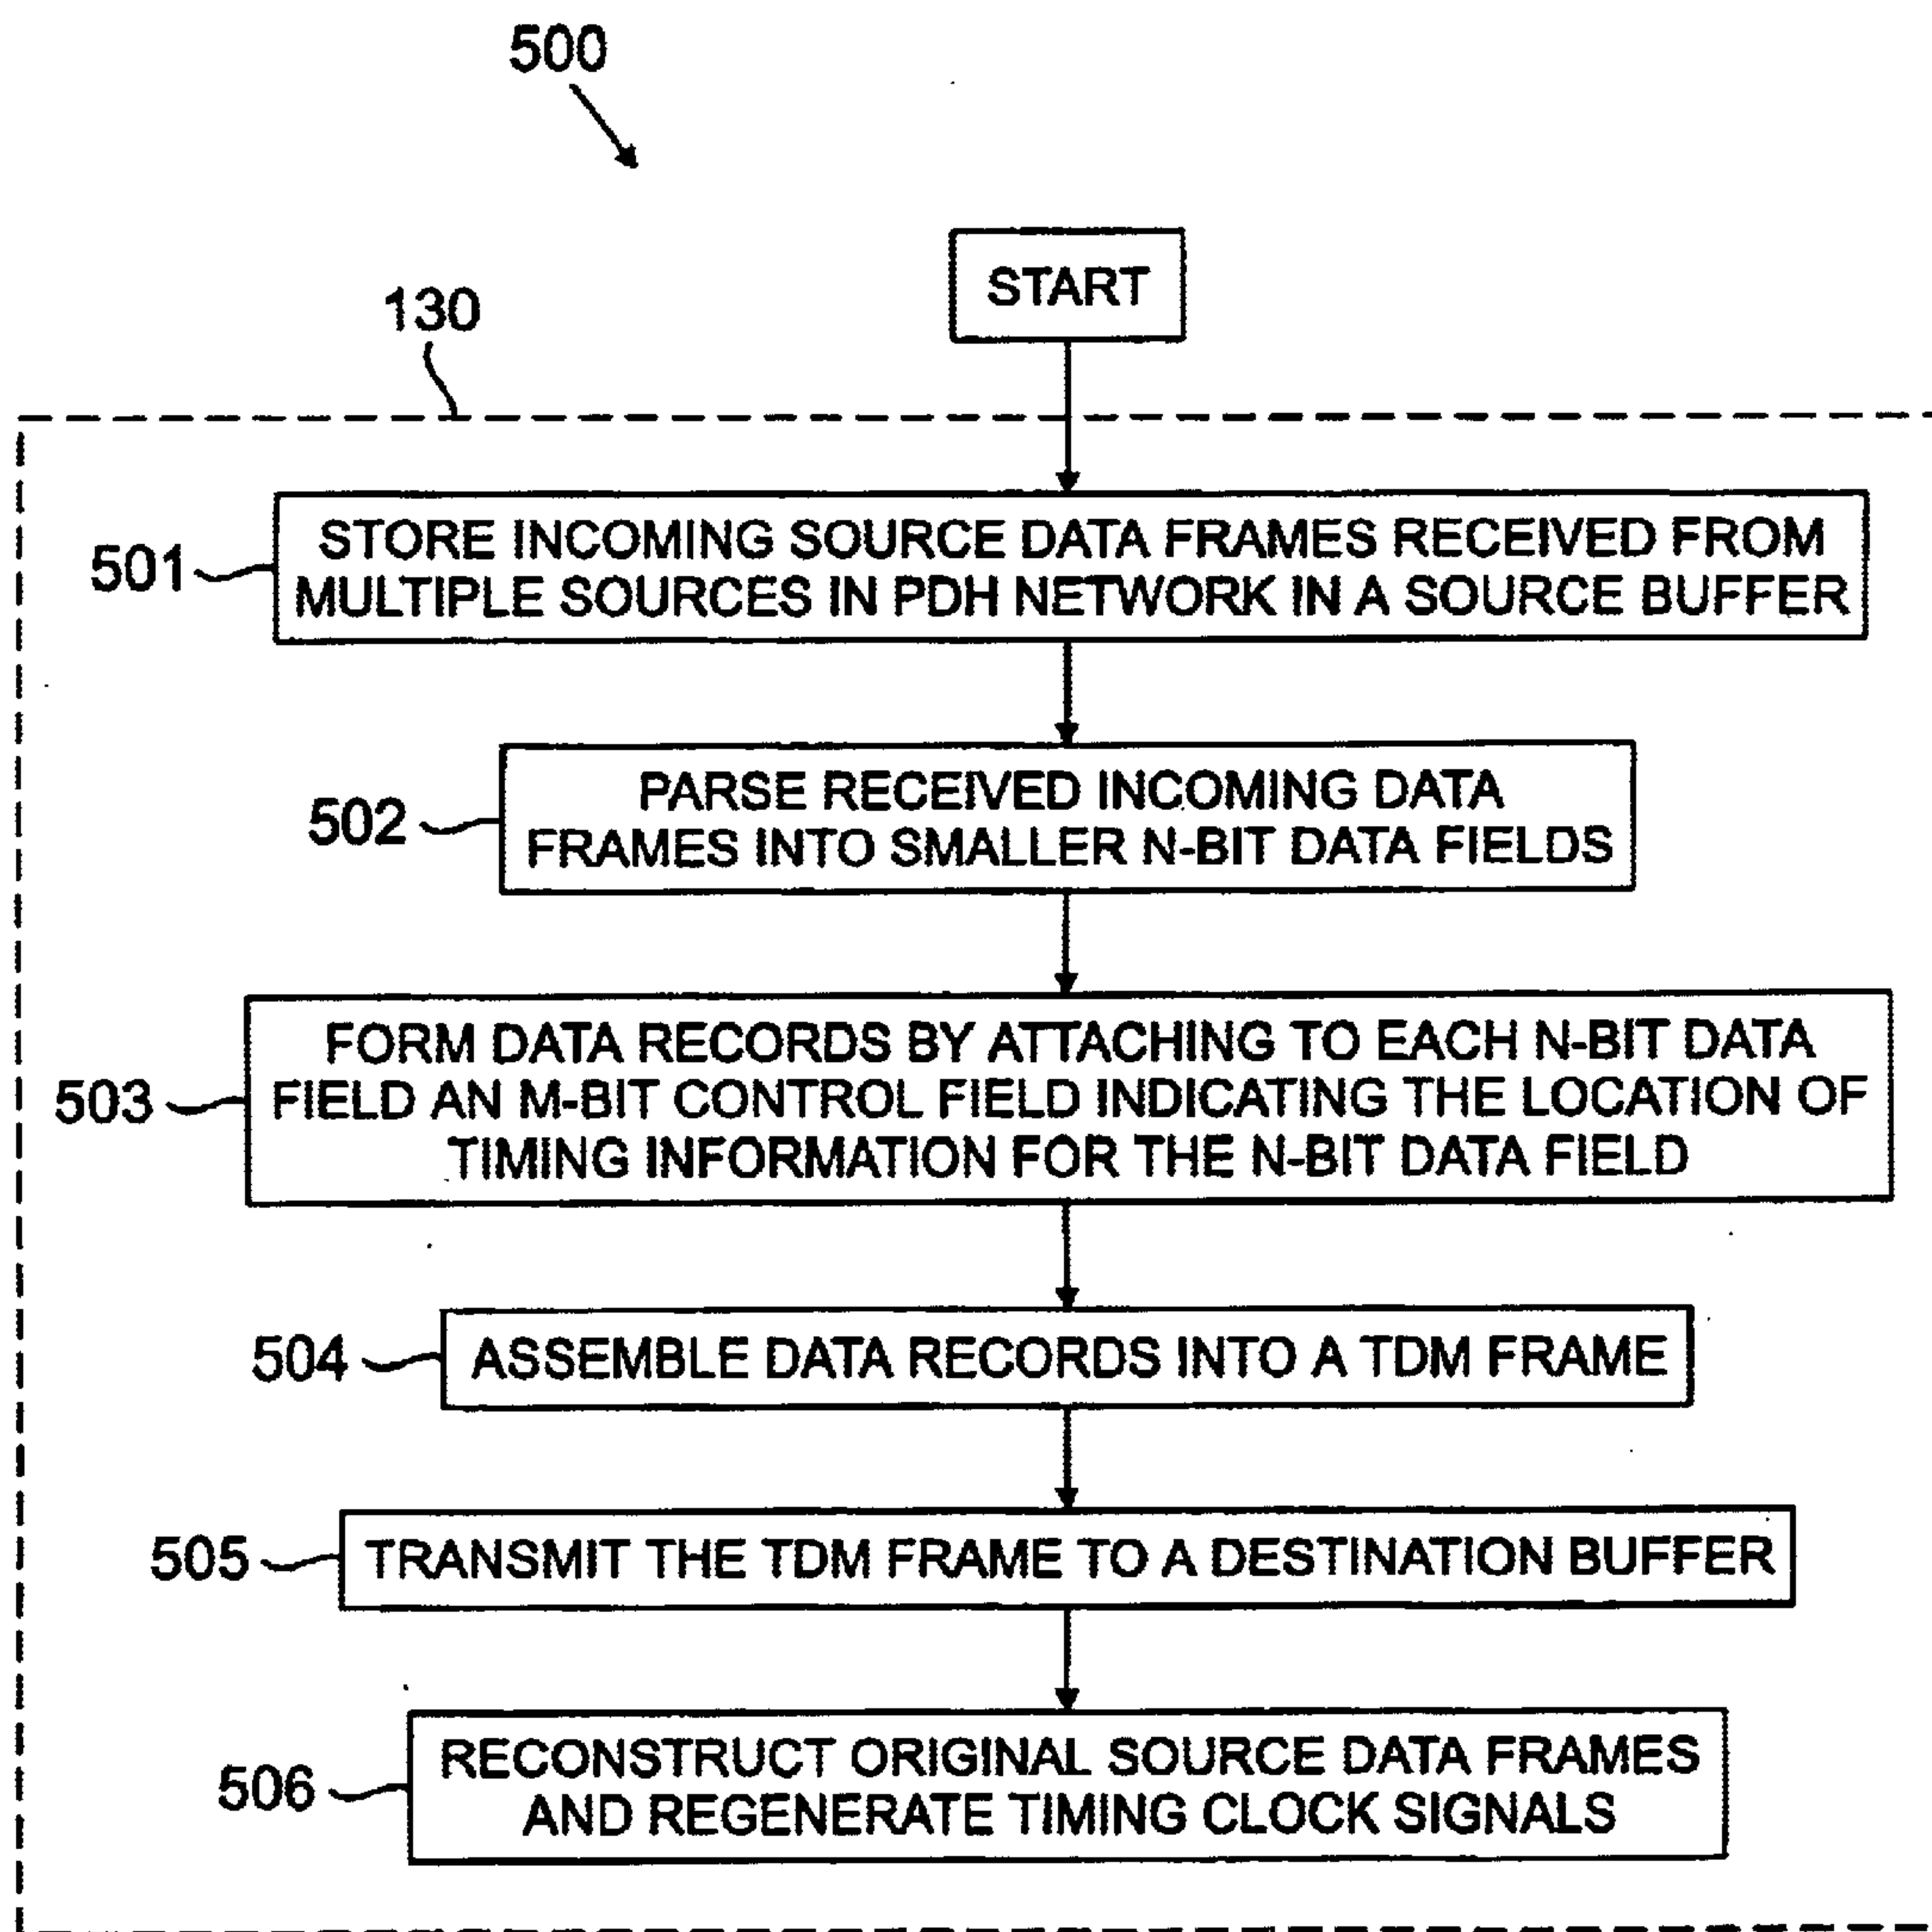 500
START
130
501
STORE INCOMING SOURCE DATA FRAMES RECEIVED FROM
MULTIPLE SOURCES IN PDH NETWORK IN A SOURCE BUFFER
502
PARSE RECEIVED INCOMING DATA
FRAMES INTO SMALLER N-BIT DATA FIELDS
503
FORM DATA RECORDS BY ATTACHING TO EACH N-BIT DATA
FIELD AN M-BIT CONTROL FIELD INDICATING THE LOCATION OF
TIMING INFORMATION FOR THE N-BIT DATA FIELD
504
ASSEMBLE DATA RECORDS INTO A TDM FRAME
505
TRANSMIT THE TDM FRAME TO A DESTINATION BUFFER
506
RECONSTRUCT ORIGINAL SOURCE DATA FRAMES
AND REGENERATE TIMING CLOCK SIGNALS